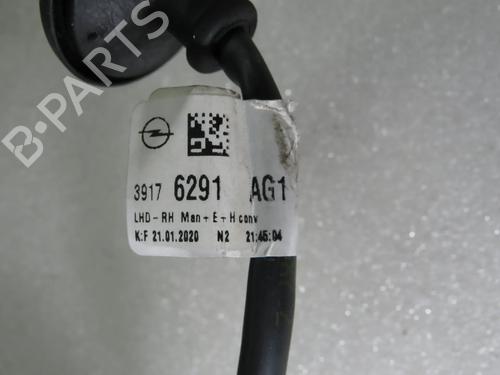 B-PARTS
3917 6291 AG1
LHD-RH Man+E+H conv
K:F 21.01.2020 N2 21:45:04